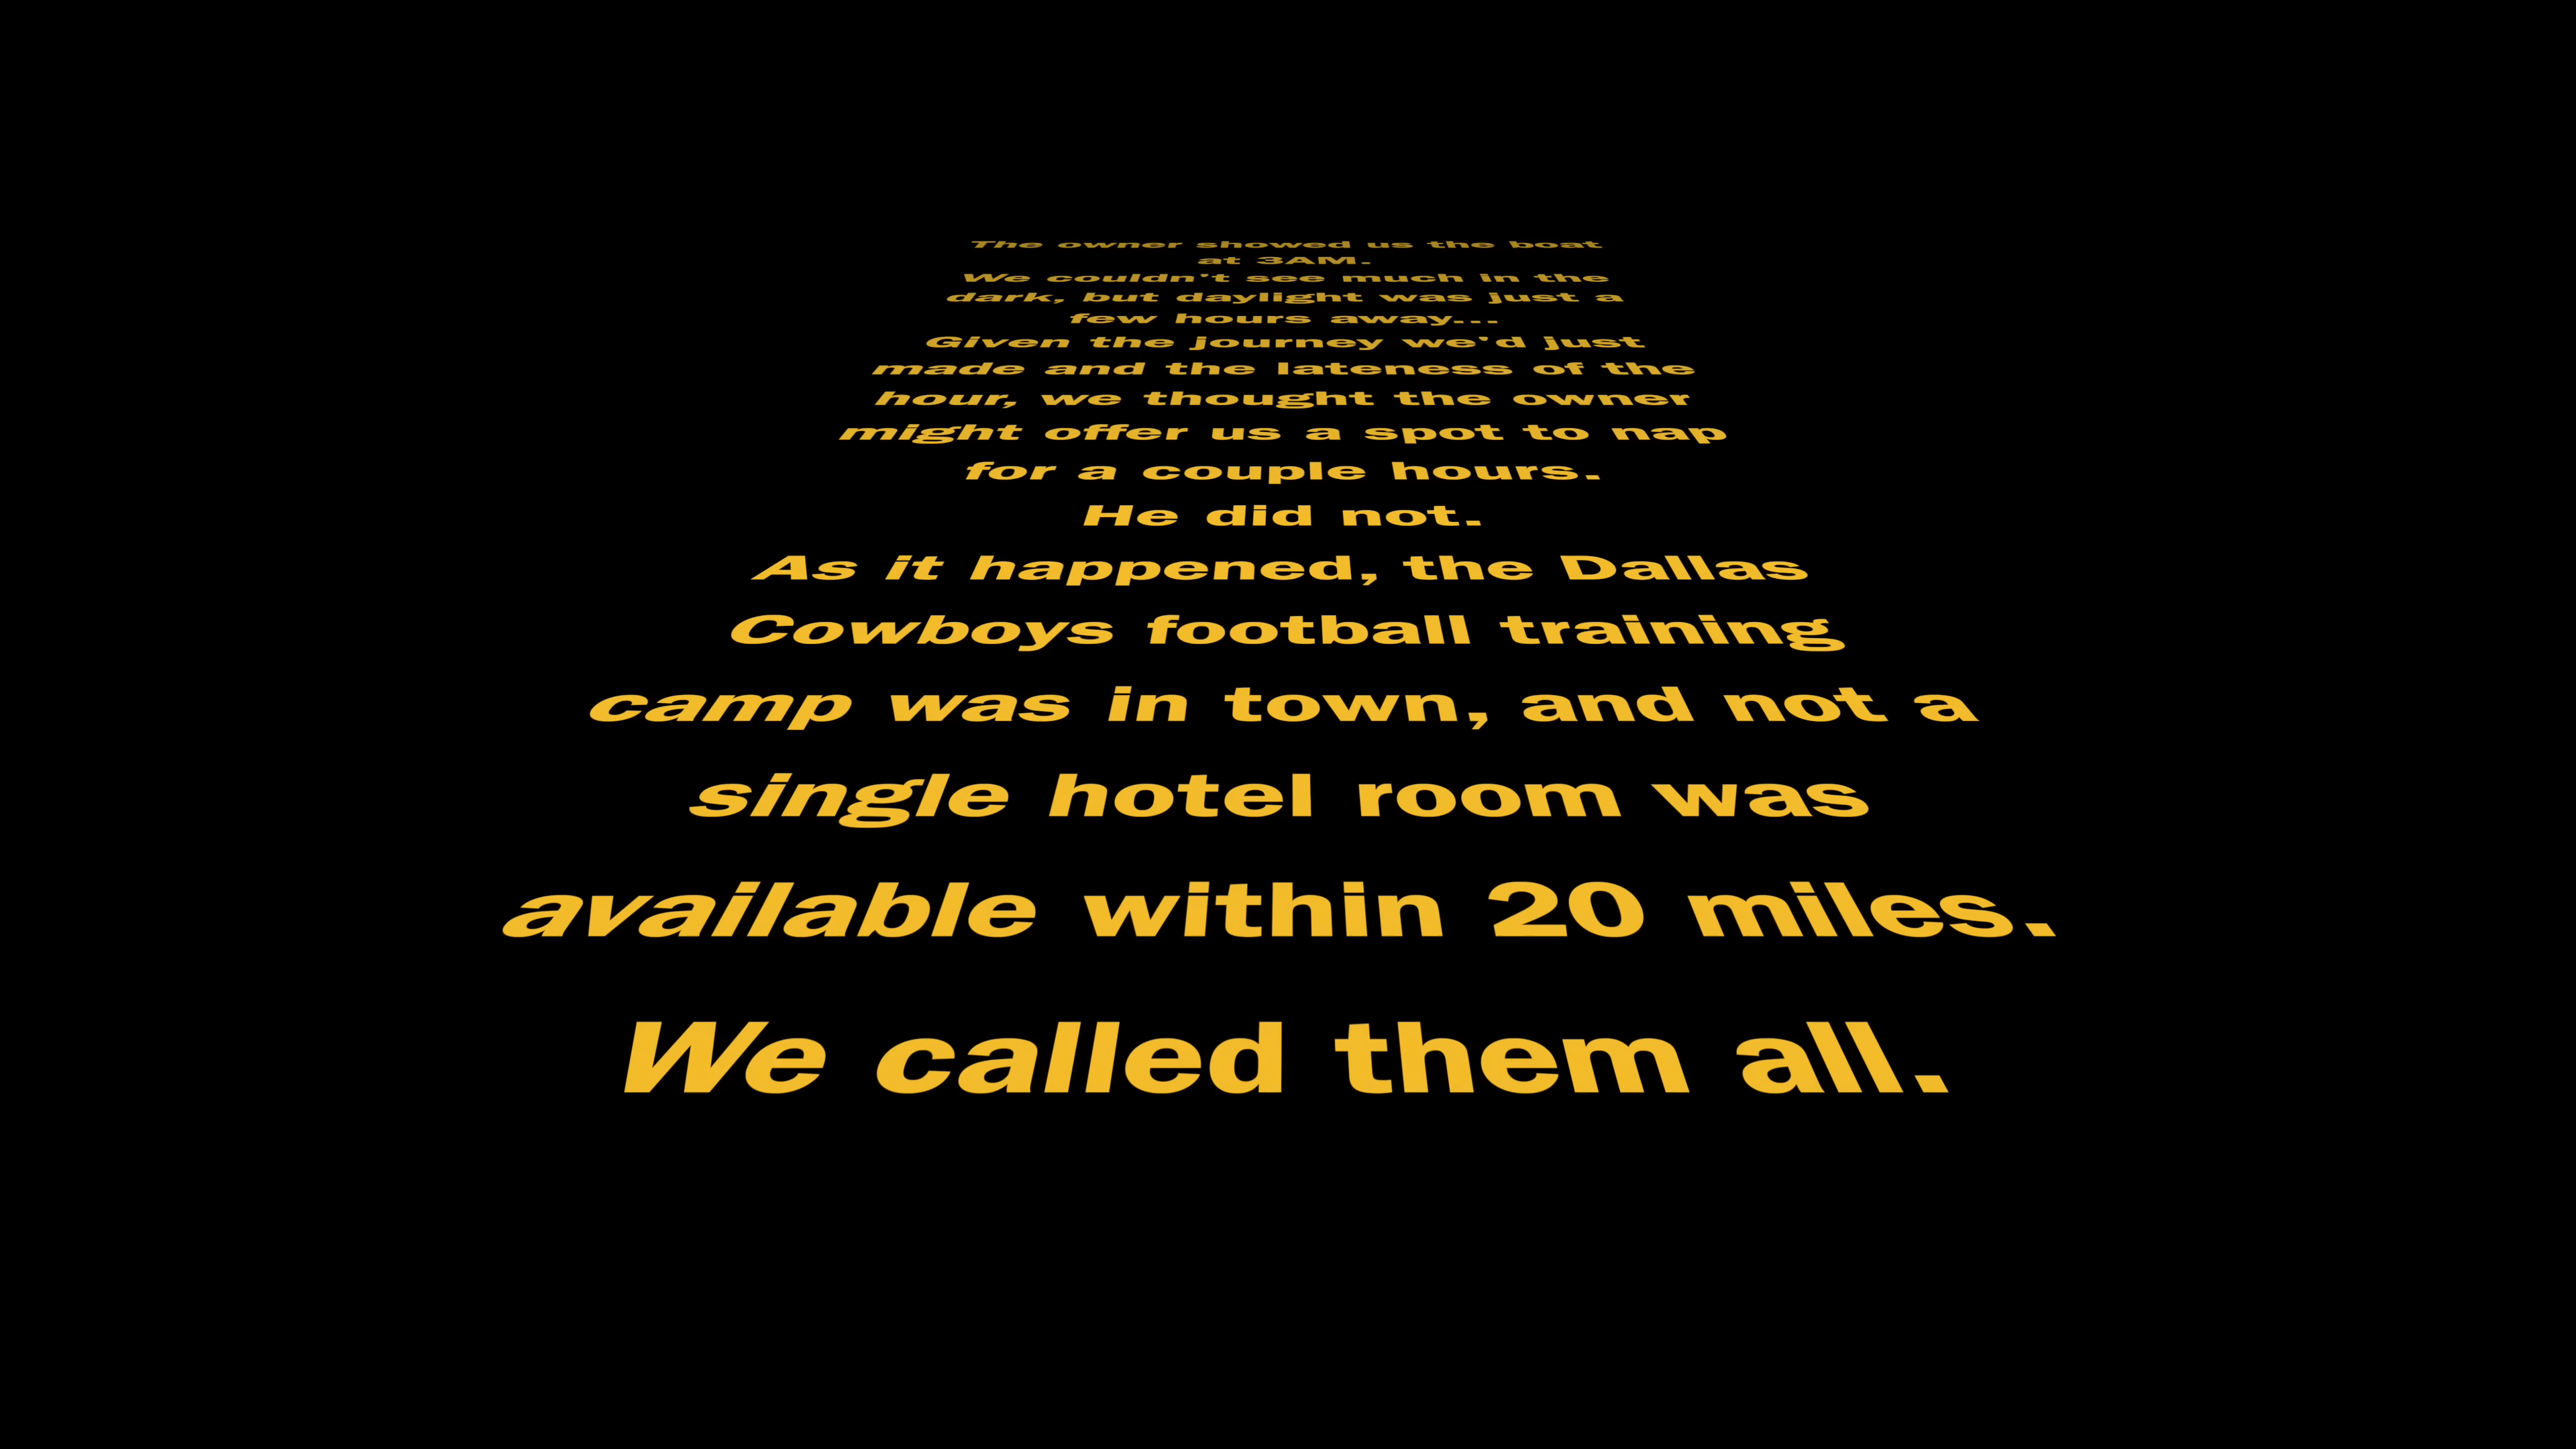 The owner showed us the boat
at 3AM.
We couldn't see much in the
dark, but daylight was just a
few hours away...
Given the journey we'd just
made and the lateness of the
hour, we thought the owner
might offer us a spot to nap
for a couple hours.
He did not.
As it happened, the Dallas
Cowboys football training
camp was in town, and not a
single hotel room was
available within 20 miles.
We called them all.